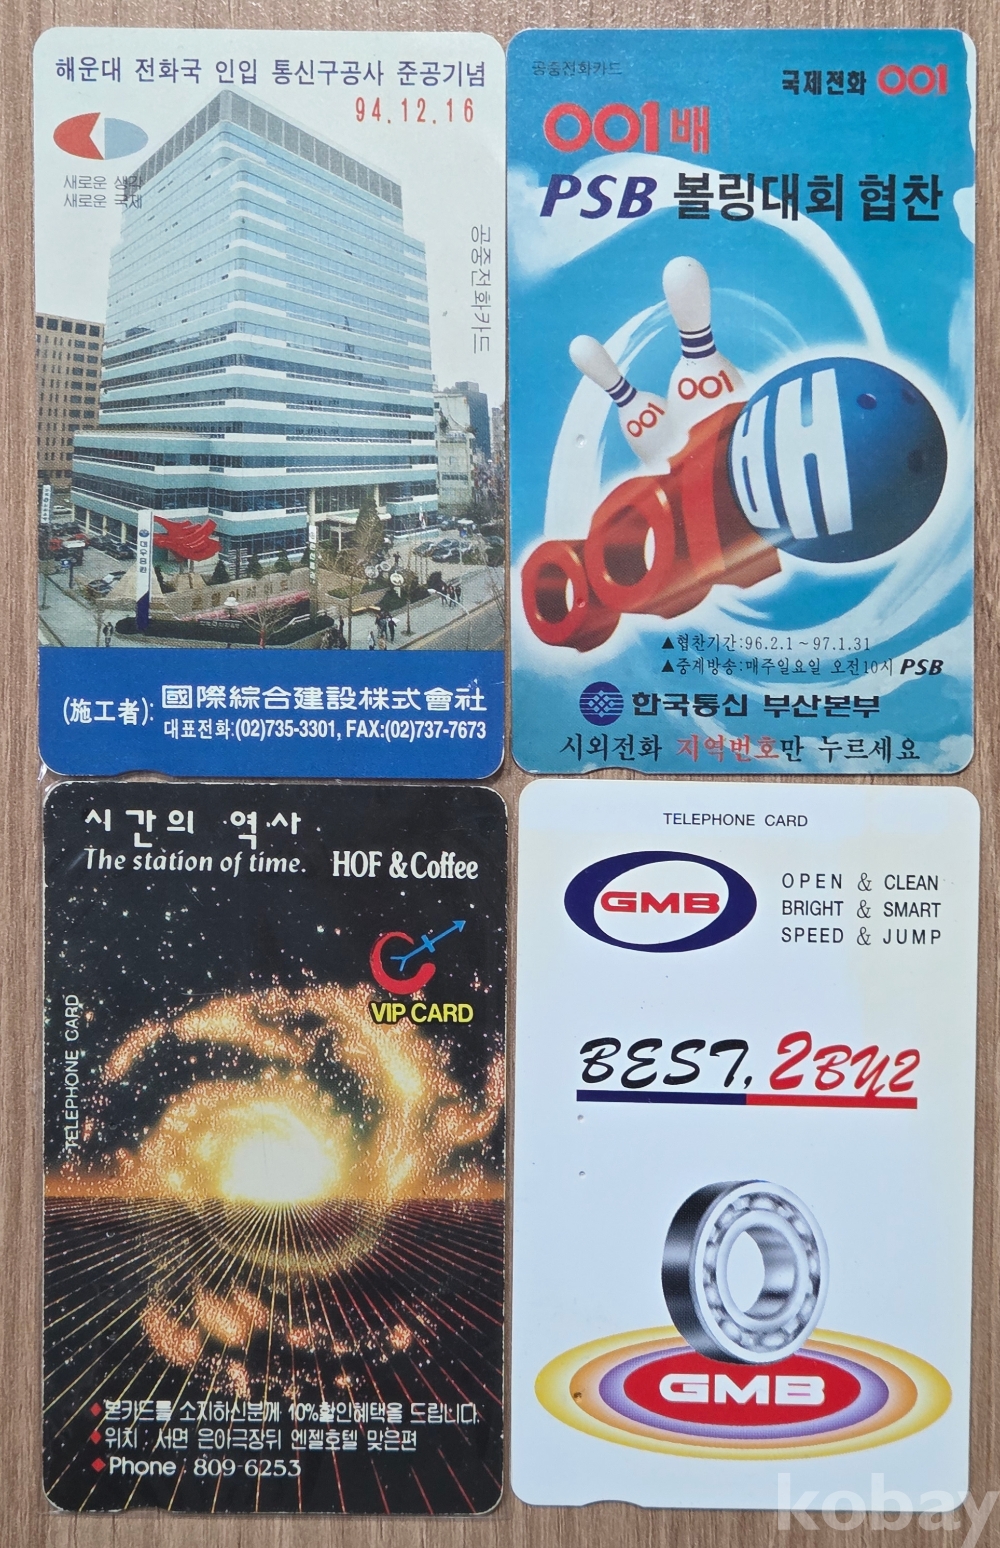 해운대 전화국 인입 통신구공사 준공기념
94.12.16
새로운 생각
새로운 국제
공중전화카드
(施工者):
國際綜合建設株式會社
대표전화:(02)735-3301, FAX:(02)737-7673
공중전화카드
국제전화 001
001배
PSB 볼링대회 협찬
001
001
001
▲협찬기간:96.2.1~97.1.31
▲중계방송:매주일요일 오전10시 PSB
한국통신 부산본부
시외전화 지역번호만 누르세요
시간의 역사
The station of time.
HOF & Coffee
VIP CARD
TELEPHONE CARD
◆본카드를 소지하신분께 10%할인혜택을 드립니다.
◆위치 : 서면 은아극장뒤 엔젤호텔 맞은편
◆Phone : 809-6253
TELEPHONE CARD
GMB
OPEN & CLEAN
BRIGHT & SMART
SPEED & JUMP
BEST, 2BY2
GMB
kobay